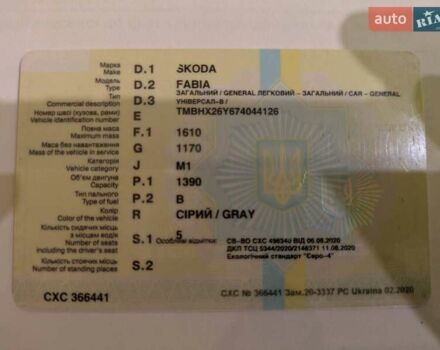 auto RIA
Марка
Make
D.1 SKODA
Модель
Type
D.2 FABIA
Тип
Commercial description
D.3
ЗАГАЛЬНИЙ / GENERAL ЛЕГКОВИЙ – ЗАГАЛЬНИЙ / CAR – GENERAL
УНІВЕРСАЛ-В /
Номер шасі (кузова, рами)
Vehicle identification number
E TMBHX26Y674044126
Повна маса
Maximum mass
F.1 1610
Маса без навантаження
Mass of the vehicle in service
G 1170
Категорія
Vehicle category
J M1
Об'єм двигуна
Capacity
P.1 1390
Тип пального
Type of fuel
P.2 B
Колір
Color of the vehicle
R СІРИЙ / GRAY
Кількість сидячих місць
з місцем водія
Number of seats
including the driver's seat
S.1 5
Особливі відмітки:
СВ-ВО СХС 496340 ВІД 06.06.2020
ДКП ТСЦ 5344/2020/2146371 11.08.2020
Екологічний стандарт "Євро-4"
Кількість стоячих місць
Number of standing places
S.2
СХС 366441
СХС № 366441 Зам.20-3337 PC Ukraina 02.2020